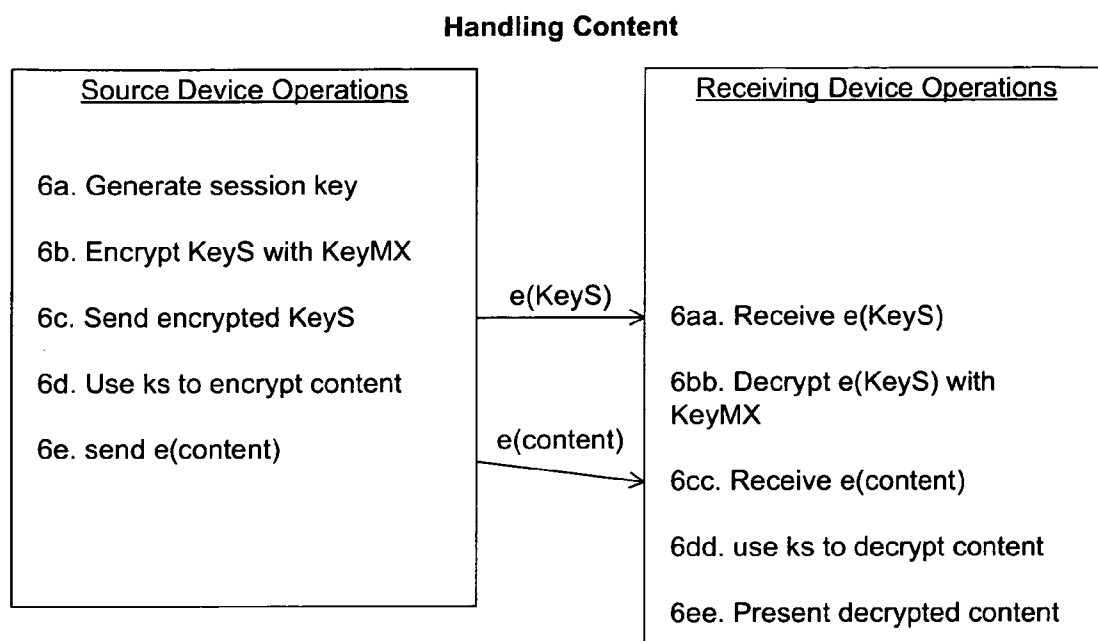 Handling Content
Source Device Operations
6a. Generate session key
6b. Encrypt KeyS with KeyMX
6c. Send encrypted KeyS
6d. Use ks to encrypt content
6e. send e(content)
e(KeyS)
e(content)
Receiving Device Operations
6aa. Receive e(KeyS)
6bb. Decrypt e(KeyS) with
KeyMX
6cc. Receive e(content)
6dd. use ks to decrypt content
6ee. Present decrypted content